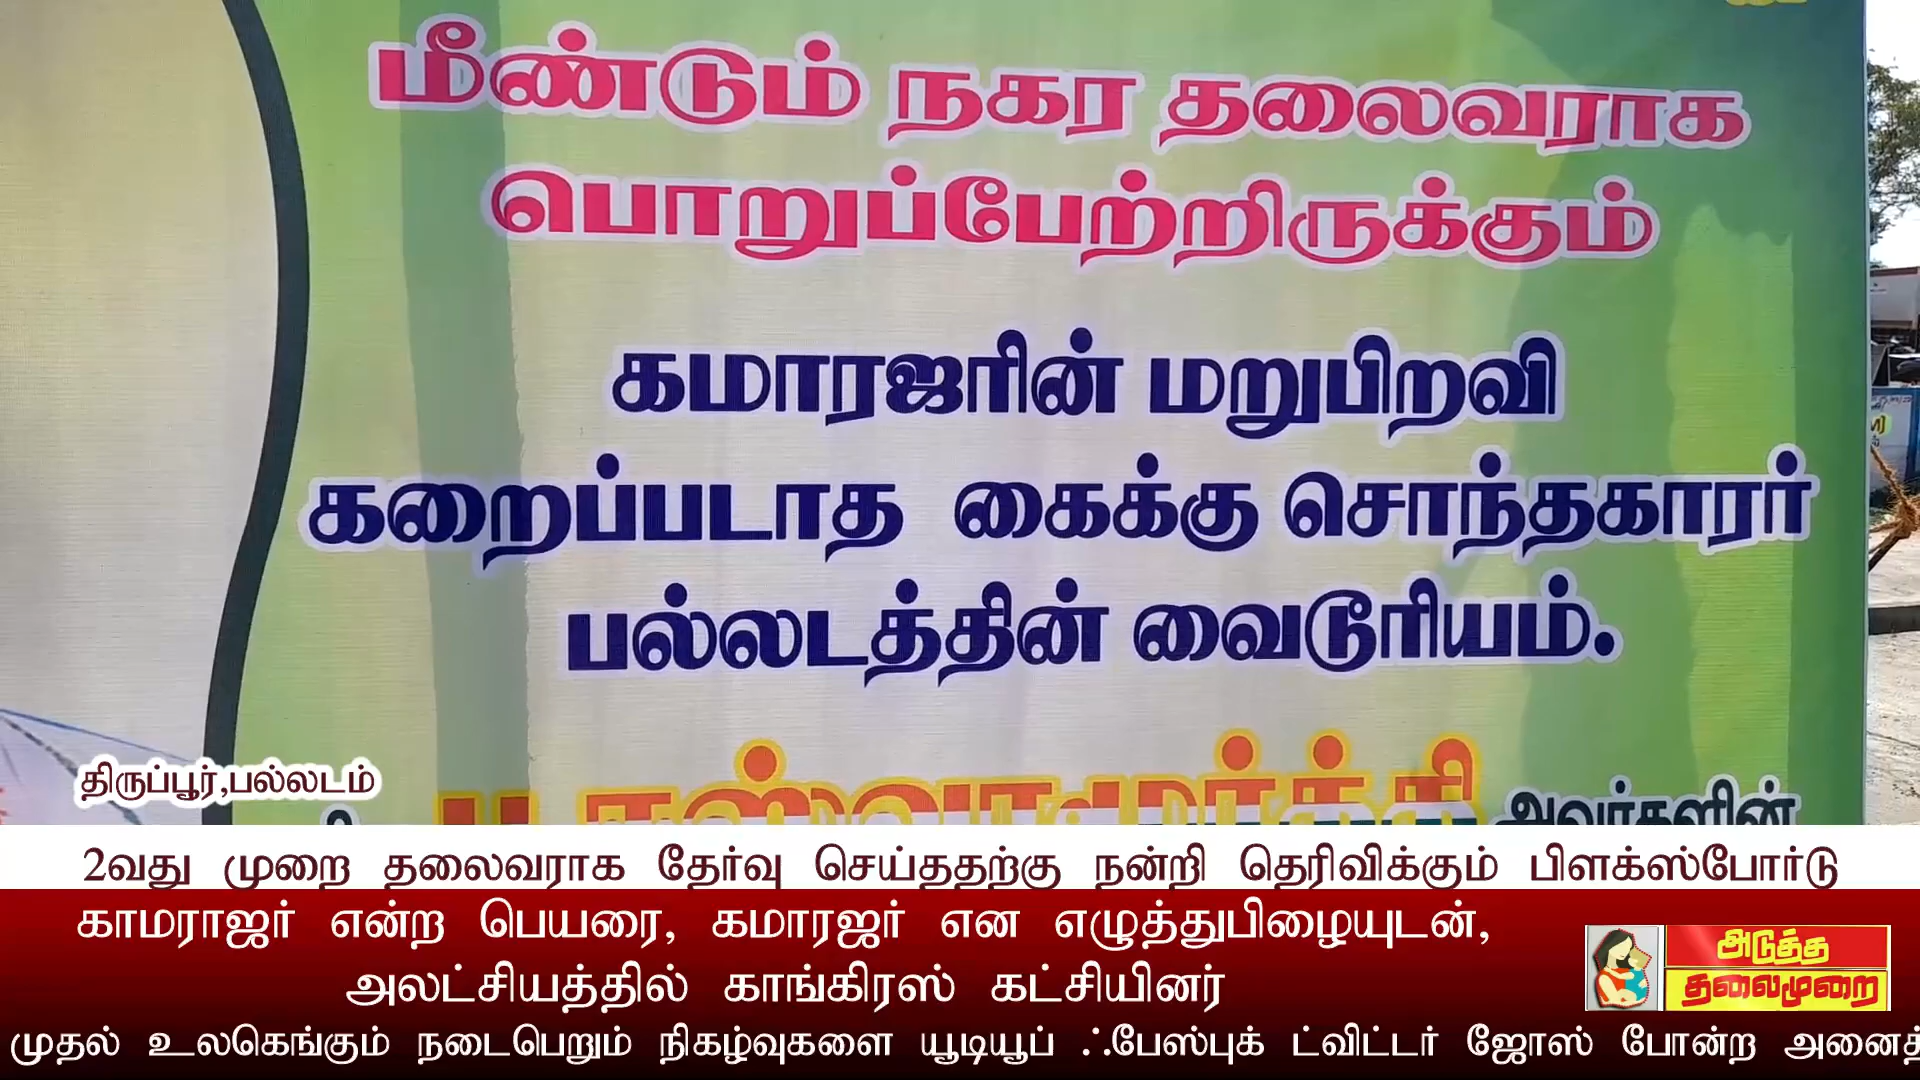 மீண்டும் நகர தலைவராக
பொறுப்பேற்றிருக்கும்
கமாரஜரின் மறுபிறவி
கறைப்படாத கைக்கு சொந்தகாரர்
பல்லடத்தின் வைடூரியம்.
அவர்களின்
திருப்பூர்,பல்லடம்
2வது முறை தலைவராக தேர்வு செய்ததற்கு நன்றி தெரிவிக்கும் பிளக்ஸ்போர்டு
காமராஜர் என்ற பெயரை, கமாரஜர் என எழுத்துபிழையுடன்,
அலட்சியத்தில் காங்கிரஸ் கட்சியினர்
அடுத்த
தலைமுறை
முதல் உலகெங்கும் நடைபெறும் நிகழ்வுகளை யூடியூப் ஃபேஸ்புக் ட்விட்டர் ஜோஸ் போன்ற